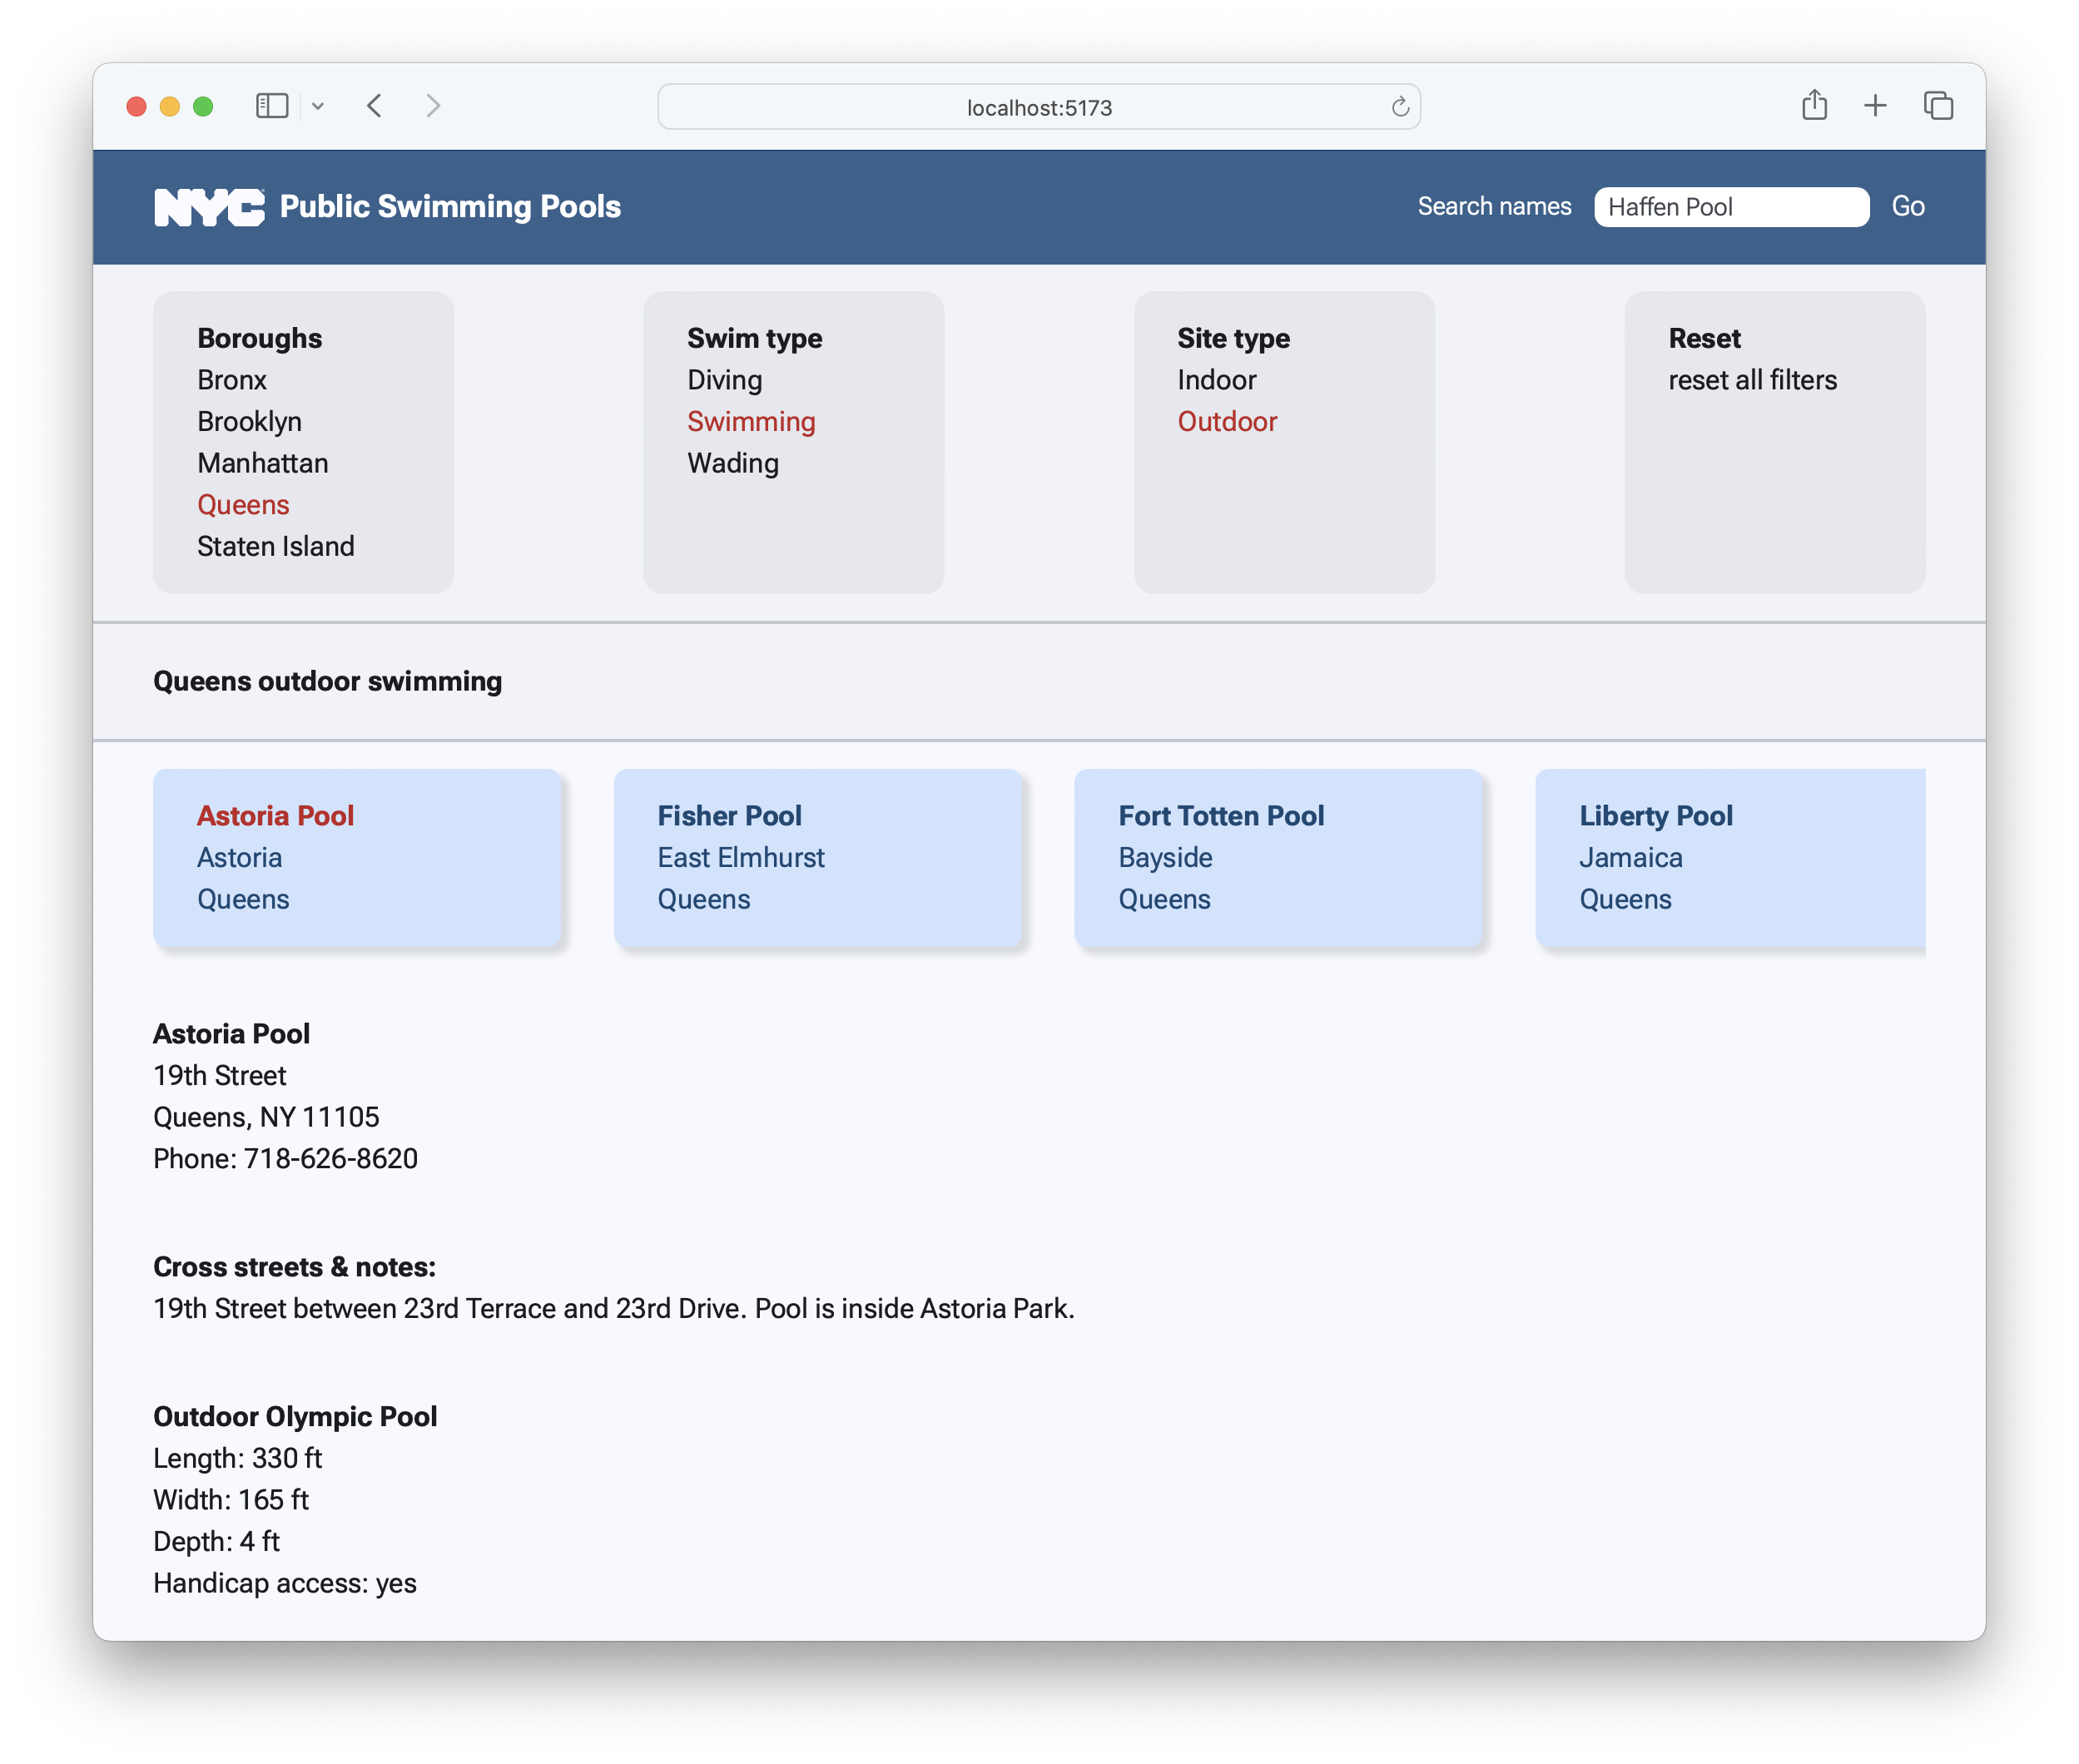 localhost:5173
NYC Public Swimming Pools
Search names Haffen Pool Go
Boroughs
Bronx
Brooklyn
Manhattan
Queens
Staten Island
Swim type
Diving
Swimming
Wading
Site type
Indoor
Outdoor
Reset
reset all filters
Queens outdoor swimming
Astoria Pool
Astoria
Queens
Fisher Pool
East Elmhurst
Queens
Fort Totten Pool
Bayside
Queens
Liberty Pool
Jamaica
Queens
Astoria Pool
19th Street
Queens, NY 11105
Phone: 718-626-8620
Cross streets & notes:
19th Street between 23rd Terrace and 23rd Drive. Pool is inside Astoria Park.
Outdoor Olympic Pool
Length: 330 ft
Width: 165 ft
Depth: 4 ft
Handicap access: yes